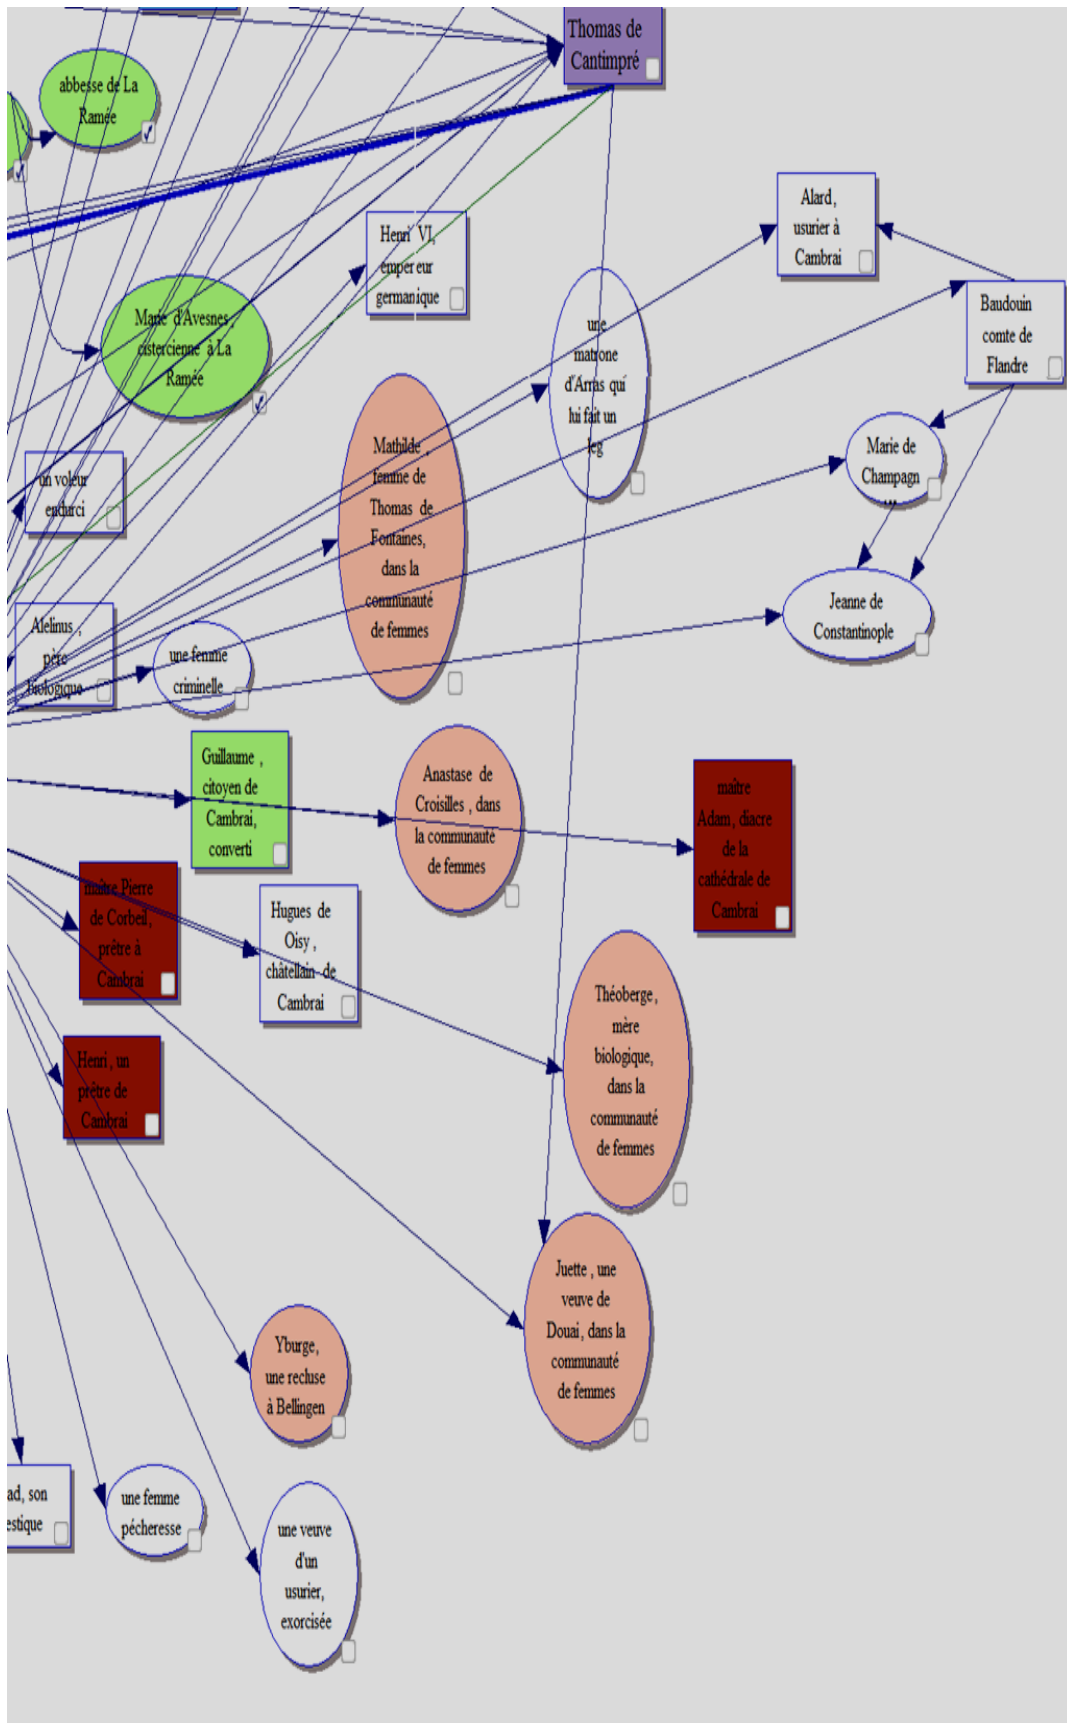 Thomas de
Cantimpré
abbesse de La
Ramée
Alard,
usurier à
Cambrai
Henri VI,
empereur
germanique
Marie d'Avesnes,
cistercienne à La
Ramée
Baudouin
comte de
Flandre
une
matrone
d'Arras qui
lui fait un
leg
Mathilde,
femme de
Thomas de
Fontaines,
dans la
communauté
de femmes
Marie de
Champagn
...
un voleur
endurci
Jeanne de
Constantinople
Alelinus,
père
biologique
une femme
criminelle
Guillaume,
citoyen de
Cambrai,
converti
Anastase de
Croisilles, dans
la communauté
de femmes
maître
Adam, diacre
de la
cathédrale de
Cambrai
maître Pierre
de Corbeil,
prêtre à
Cambrai
Hugues de
Oisy,
châtellain de
Cambrai
Théoberge,
mère
biologique,
dans la
communauté
de femmes
Henri, un
prêtre de
Cambrai
Juette, une
veuve de
Douai, dans la
communauté
de femmes
Yburge,
une recluse
à Bellingen
ad, son
estique
une femme
pécheresse
une veuve
d'un
usurier,
exorcisée